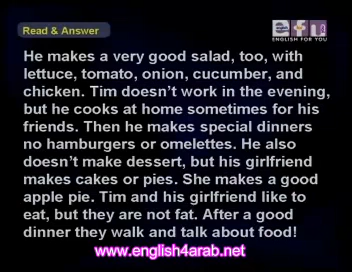 Read & Answer
efu
ENGLISH FOR YOU
He makes a very good salad, too, with
lettuce, tomato, onion, cucumber, and
chicken. Tim doesn't work in the evening,
but he cooks at home sometimes for his
friends. Then he makes special dinners
no hamburgers or omelettes. He also
doesn't make dessert, but his girlfriend
makes cakes or pies. She makes a good
apple pie. Tim and his girlfriend like to
eat, but they are not fat. After a good
dinner they walk and talk about food!
www.english4arab.net